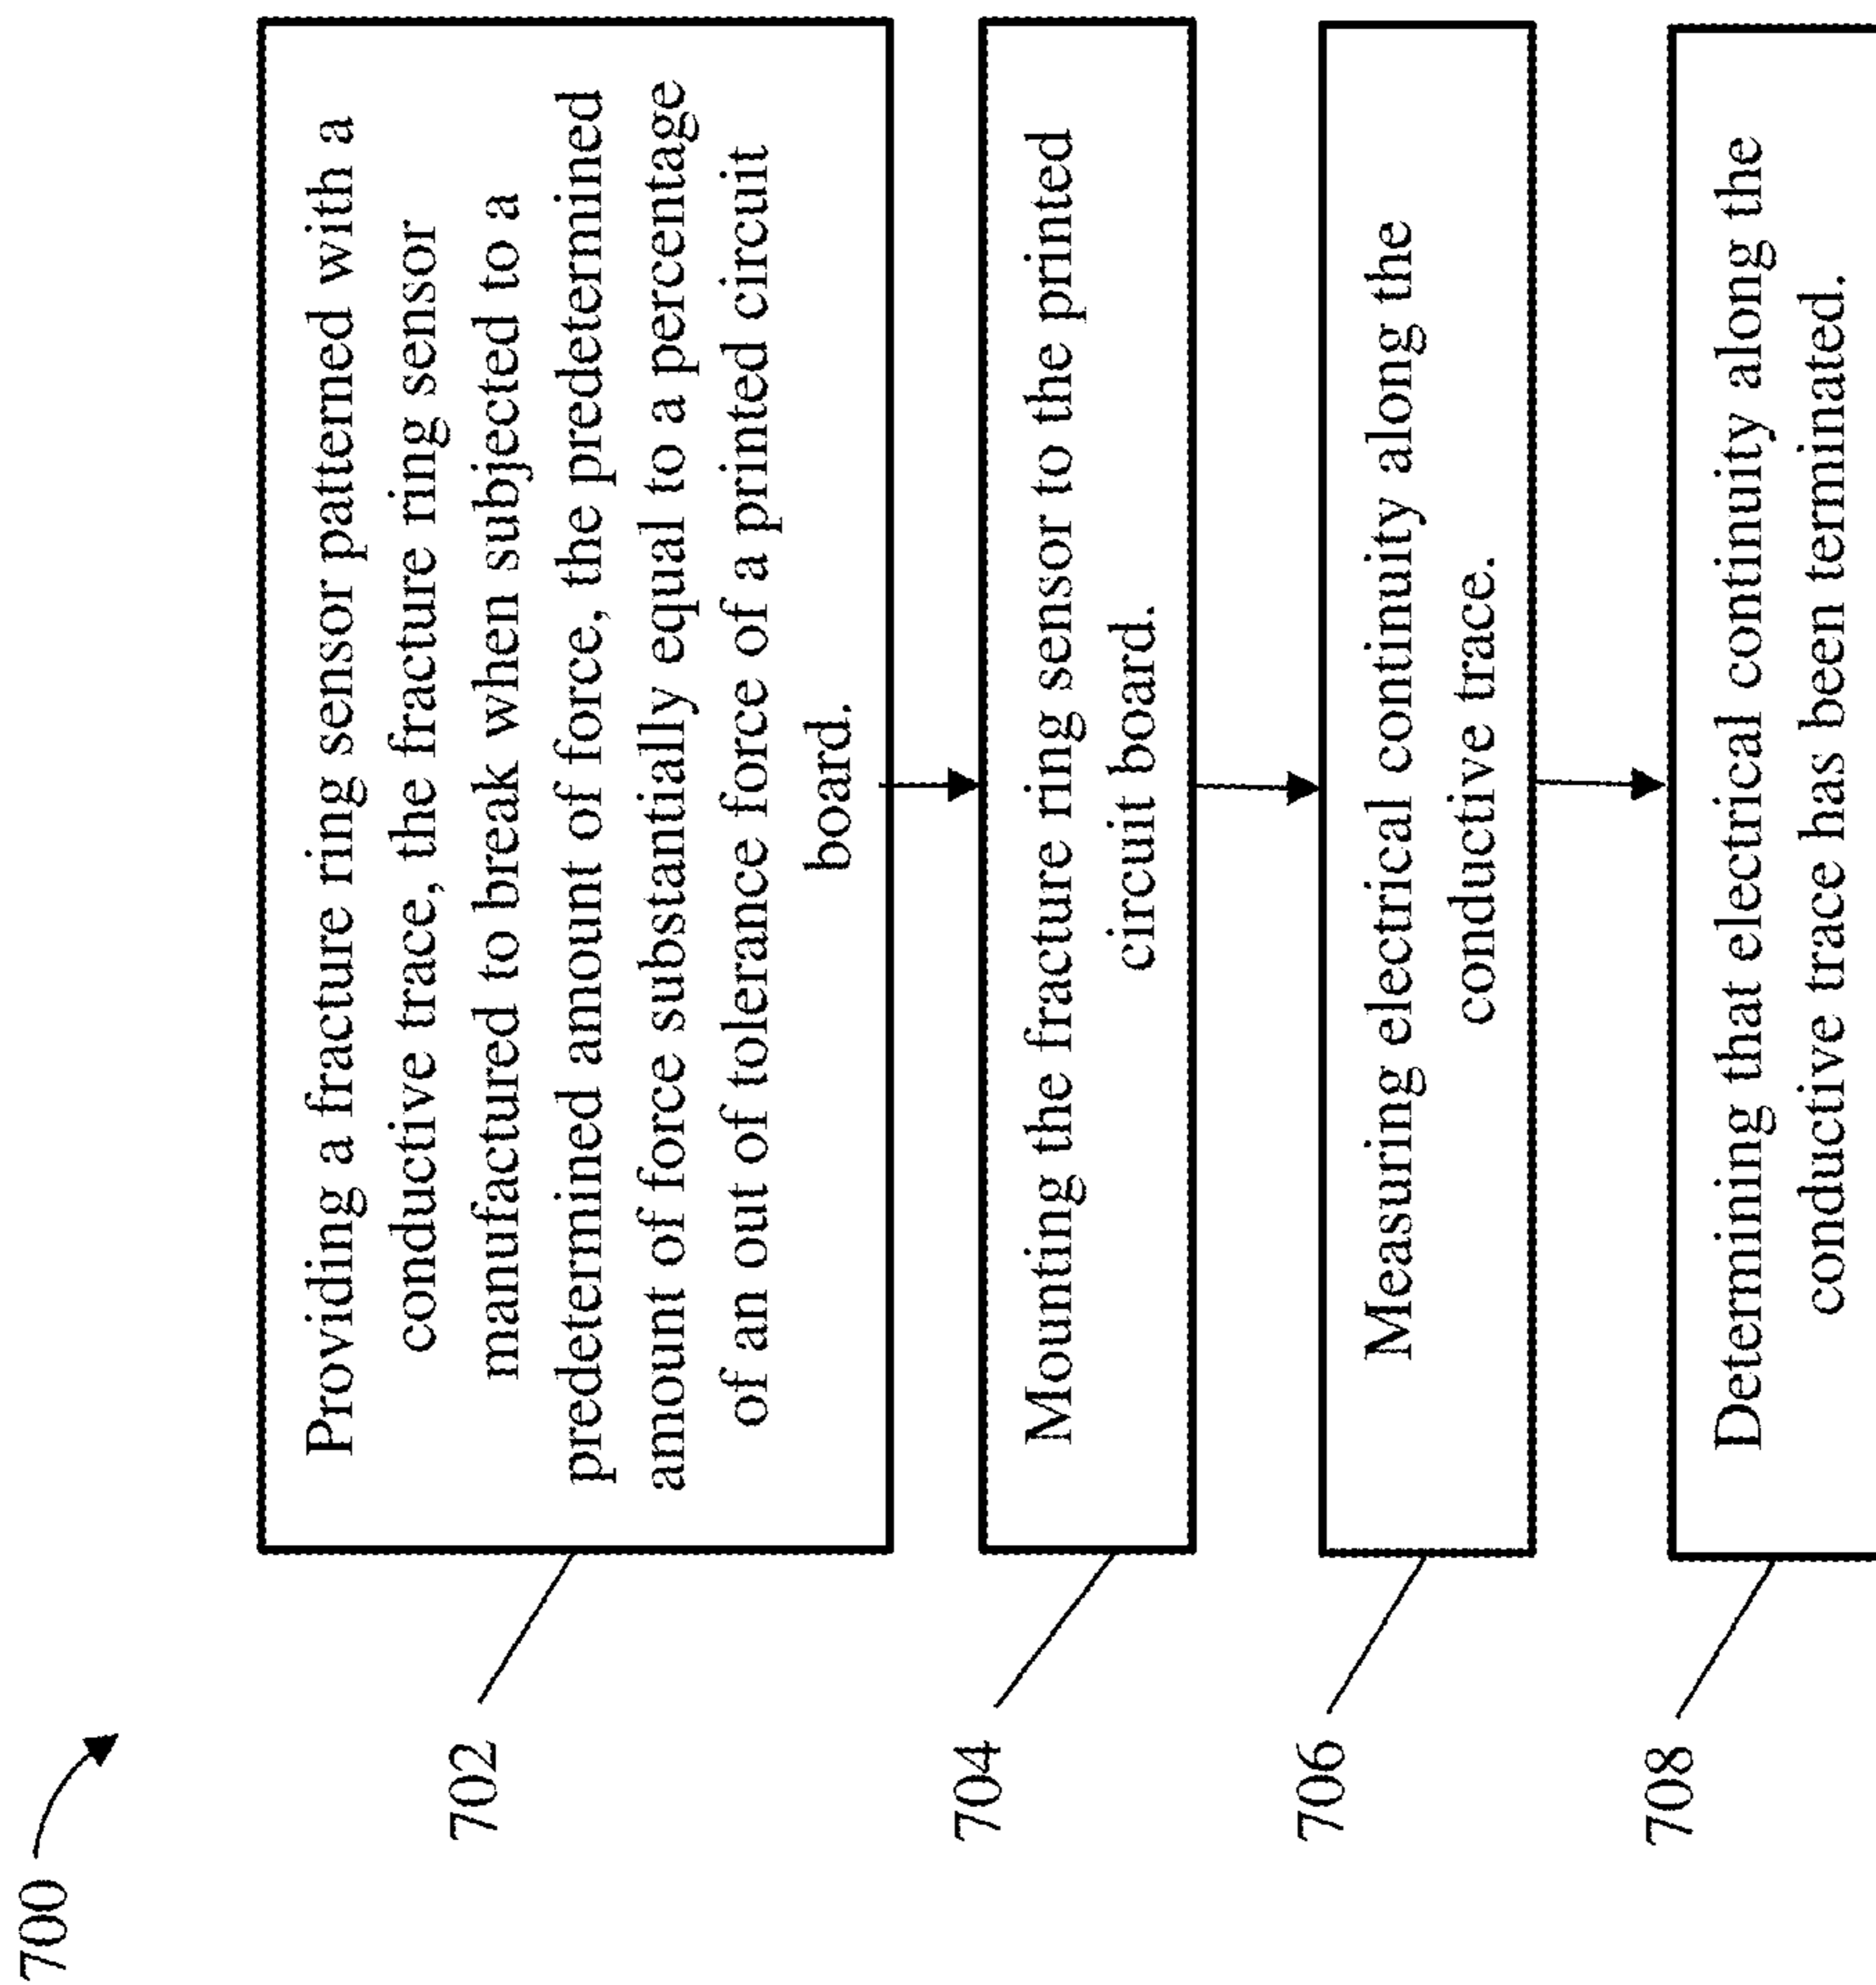 700
702
Providing a fracture ring sensor patterned with a
conductive trace, the fracture ring sensor
manufactured to break when subjected to a
predetermined amount of force, the predetermined
amount of force substantially equal to a percentage
of an out of tolerance force of a printed circuit
board.
704
Mounting the fracture ring sensor to the printed
circuit board.
706
Measuring electrical continuity along the
conductive trace.
708
Determining that electrical continuity along the
conductive trace has been terminated.